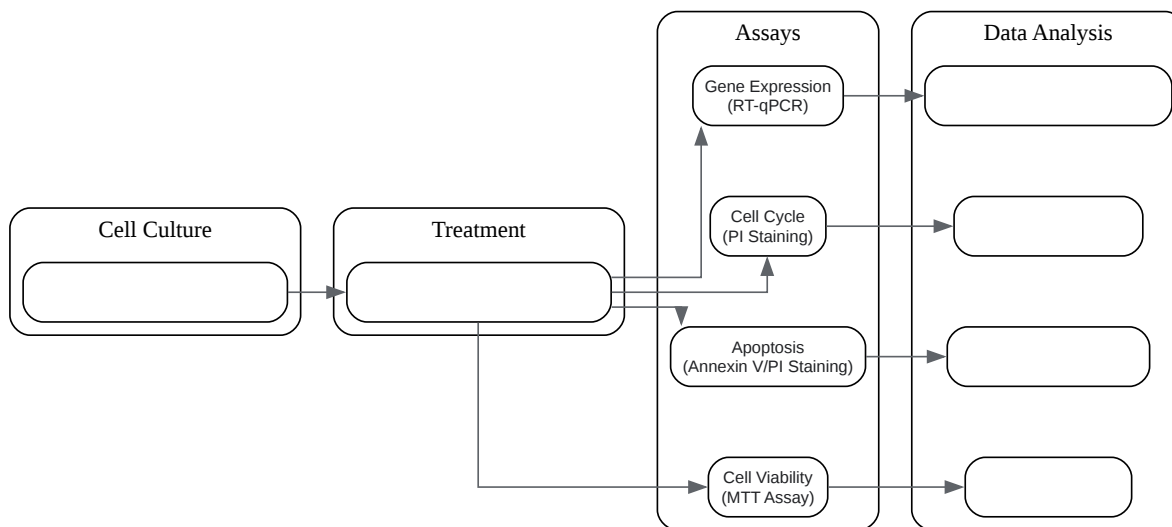 Assays
Data Analysis
Gene Expression
(RT-qPCR)
Cell Cycle
(PI Staining)
Cell Culture
Treatment
Apoptosis
(Annexin V/PI Staining)
Cell Viability
(MTT Assay)